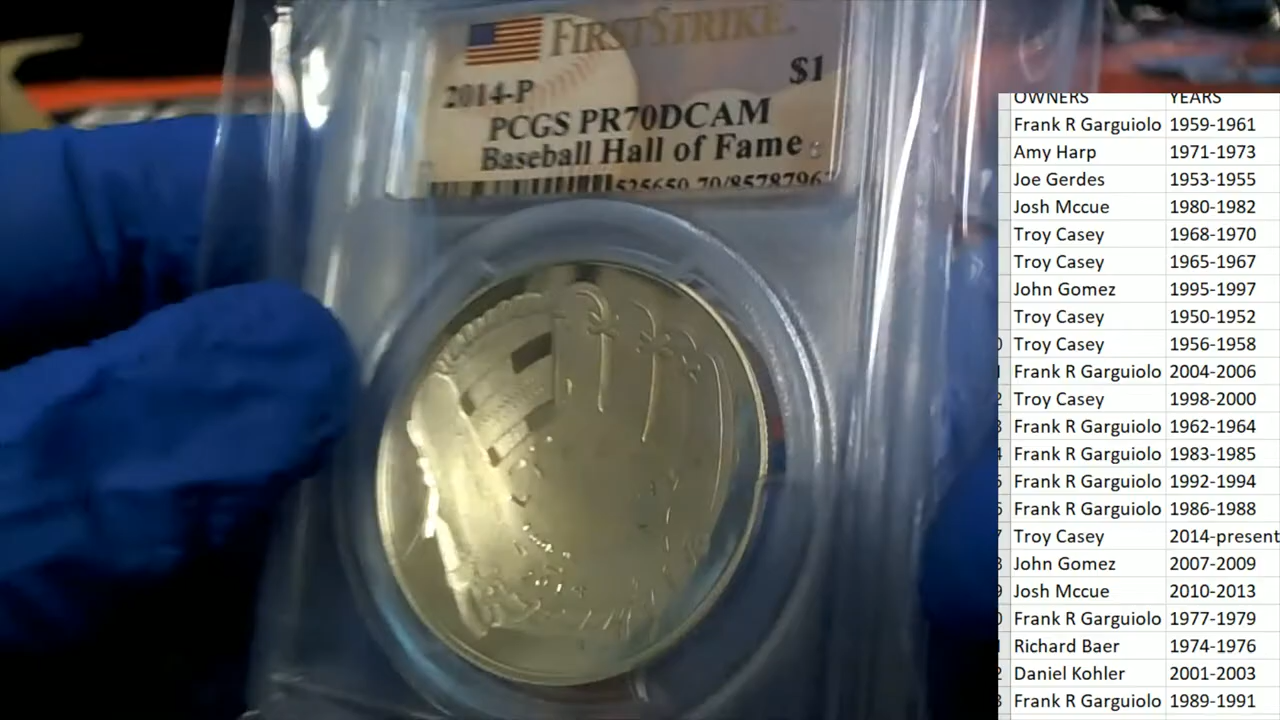 FIRSTSTRIKE
2014-P
$1
PCGS PR70DCAM
Baseball Hall of Fame
525650.70/8578796
OWNERS YEARS
Frank R Garguiolo 1959-1961
Amy Harp 1971-1973
Joe Gerdes 1953-1955
Josh Mccue 1980-1982
Troy Casey 1968-1970
Troy Casey 1965-1967
John Gomez 1995-1997
Troy Casey 1950-1952
Troy Casey 1956-1958
Frank R Garguiolo 2004-2006
Troy Casey 1998-2000
Frank R Garguiolo 1962-1964
Frank R Garguiolo 1983-1985
Frank R Garguiolo 1992-1994
Frank R Garguiolo 1986-1988
Troy Casey 2014-present
John Gomez 2007-2009
Josh Mccue 2010-2013
Frank R Garguiolo 1977-1979
Richard Baer 1974-1976
Daniel Kohler 2001-2003
Frank R Garguiolo 1989-1991